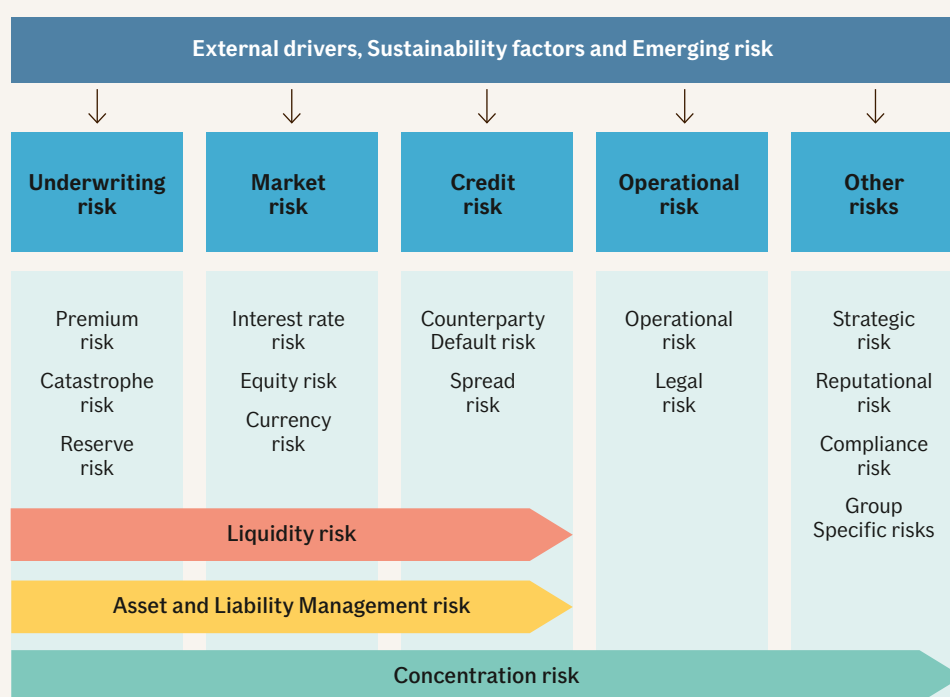 External drivers, Sustainability factors and Emerging risk
Underwriting
risk
Market
risk
Credit
risk
Operational
risk
Other
risks
Premium
risk
Catastrophe
risk
Reserve
risk
Interest rate
risk
Equity risk
Currency
risk
Counterparty
Default risk
Spread
risk
Operational
risk
Legal
risk
Strategic
risk
Reputational
risk
Compliance
risk
Group
Specific risks
Liquidity risk
Asset and Liability Management risk
Concentration risk